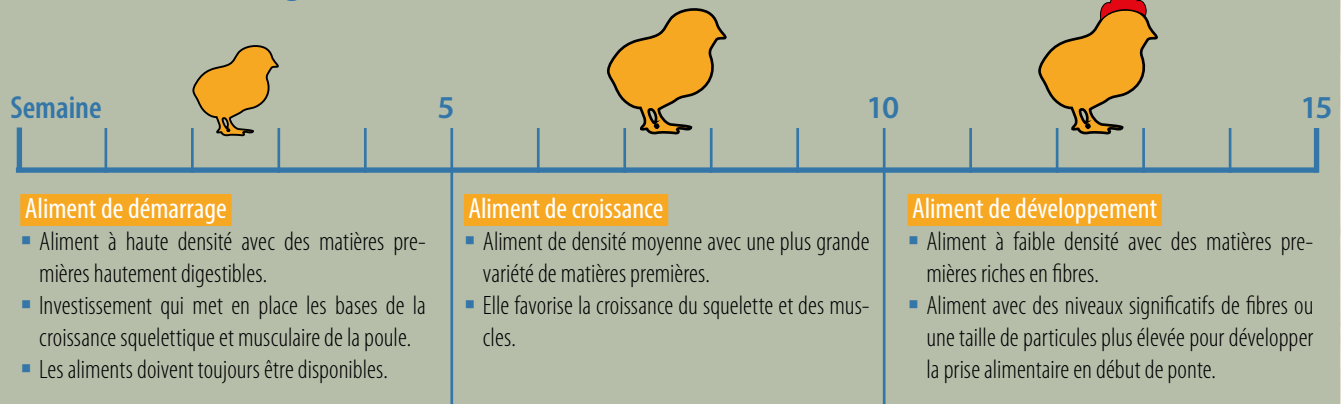 Semaine 5 10 15
Aliment de démarrage
▪ Aliment à haute densité avec des matières pre-
mières hautement digestibles.
▪ Investissement qui met en place les bases de la
croissance squelettique et musculaire de la poule.
▪ Les aliments doivent toujours être disponibles.
Aliment de croissance
▪ Aliment de densité moyenne avec une plus grande
variété de matières premières.
▪ Elle favorise la croissance du squelette et des mus-
cles.
Aliment de développement
▪ Aliment à faible densité avec des matières pre-
mières riches en fibres.
▪ Aliment avec des niveaux significatifs de fibres ou
une taille de particules plus élevée pour développer
la prise alimentaire en début de ponte.